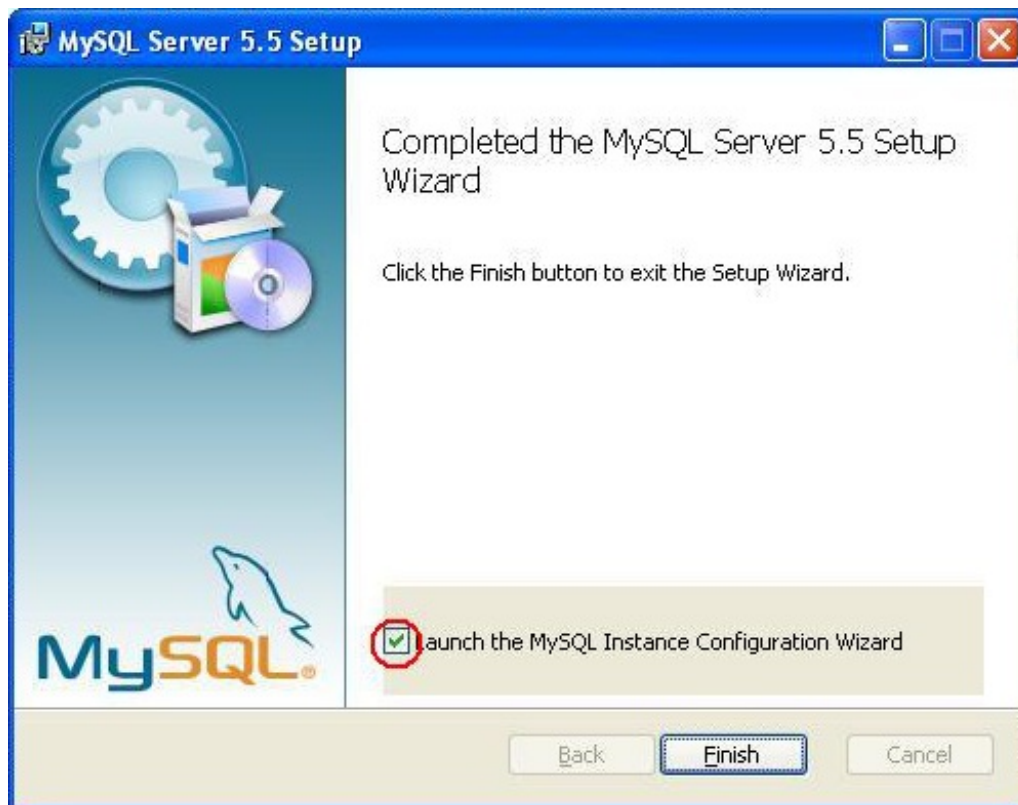 MySQL Server 5.5 Setup
Completed the MySQL Server 5.5 Setup
Wizard
Click the Finish button to exit the Setup Wizard.
Launch the MySQL Instance Configuration Wizard
MySQL®
Back
Finish
Cancel